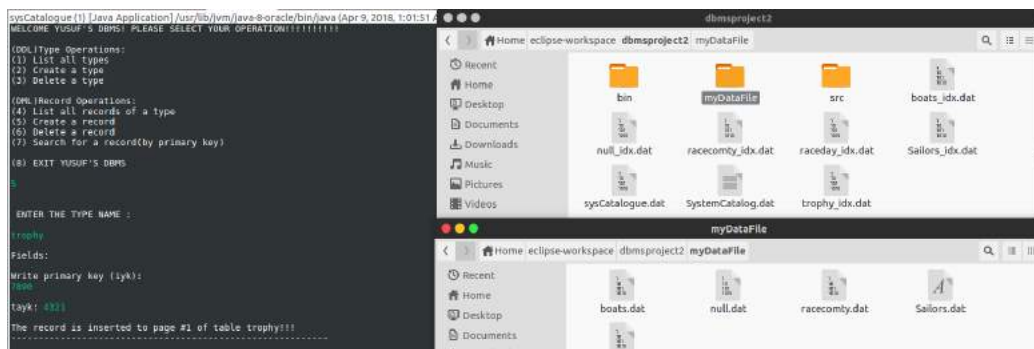 sysCatalogue (1) [Java Application] /usr/lib/jvm/java-8-oracle/bin/java (Apr 9, 2018, 1:01:51
WELCOME YUSUF'S DBMS! PLEASE SELECT YOUR OPERATION!!!!!!!!!!
(DDL)Type Operations:
(1) List all types
(2) Create a type
(3) Delete a type
(DML)Record Operations:
(4) List all records of a type
(5) Create a record
(6) Delete a record
(7) Search for a record(by primary key)
(8) EXIT YUSUF'S DBMS
5
ENTER THE TYPE NAME :
trophy
Fields:
Write primary key (iyk):
7890
tayk: 4321
The record is inserted to page #1 of table trophy!!!
------------------------------------------------------------
dbmsproject2
Home eclipse-workspace dbmsproject2 myDataFile
Recent
Home
Desktop
Documents
Downloads
Music
Pictures
Videos
bin
myDataFile
src
boats_idx.dat
null_idx.dat
racecomty_idx.dat
raceday_idx.dat
Sailors_idx.dat
sysCatalogue.dat
SystemCatalog.dat
trophy_idx.dat
myDataFile
Home eclipse-workspace dbmsproject2 myDataFile
Recent
Home
Desktop
Documents
boats.dat
null.dat
racecomty.dat
Sailors.dat